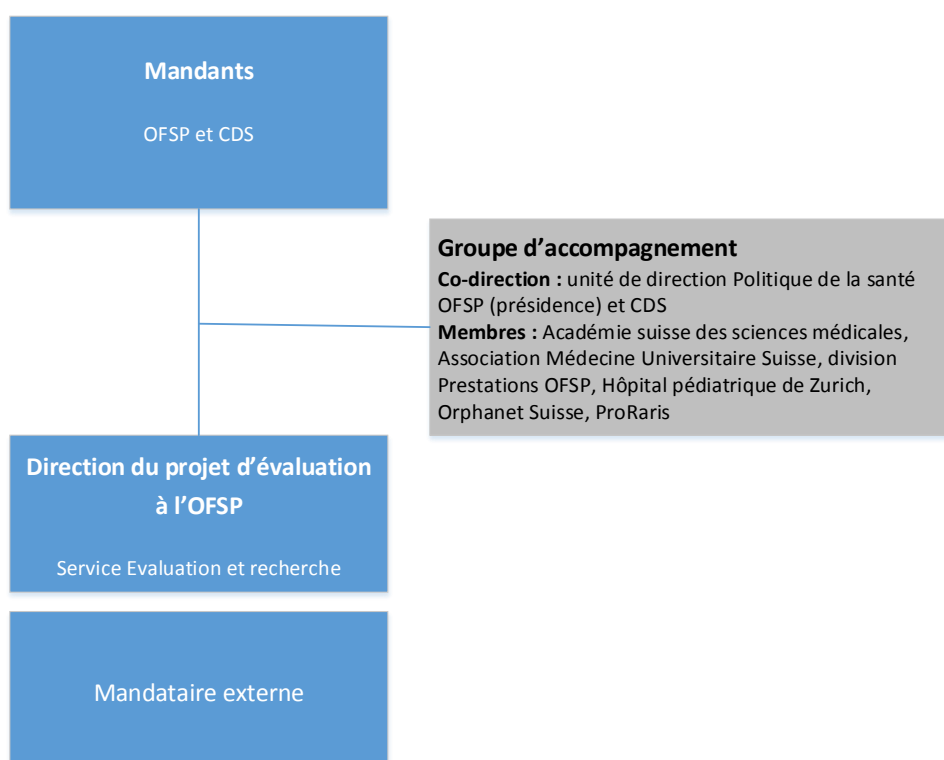 Mandants
OFSP et CDS
Groupe d’accompagnement
Co-direction : unité de direction Politique de la santé
OFSP (présidence) et CDS
Membres : Académie suisse des sciences médicales,
Association Médecine Universitaire Suisse, division
Prestations OFSP, Hôpital pédiatrique de Zurich,
Orphanet Suisse, ProRaris
Direction du projet d’évaluation
à l’OFSP
Service Evaluation et recherche
Mandataire externe